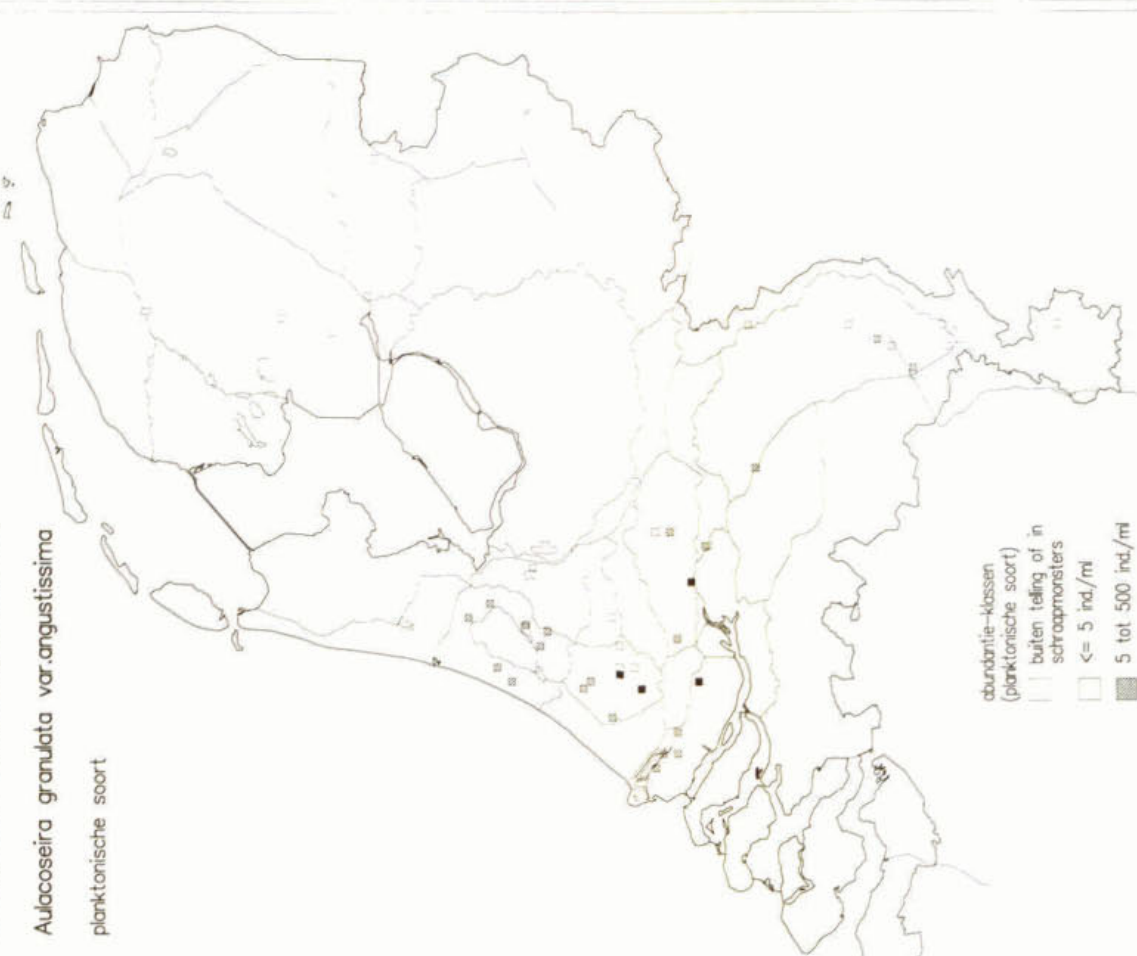 Aulacoseira granulata var.angustissima
planktonische soort
abundantie-klassen
(planktonische soort)
buiten telling of in
schraapmonsters
<= 5 ind./ml
5 tot 500 ind./ml